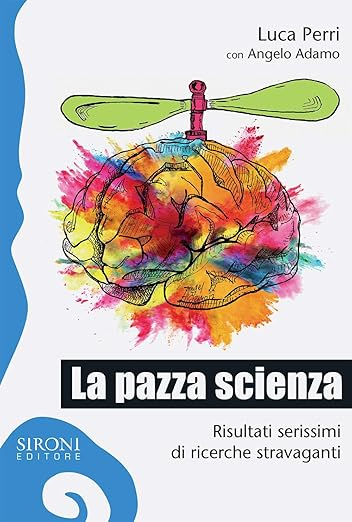 Luca Perri
con Angelo Adamo
La pazza scienza
Risultati serissimi
di ricerche stravaganti
SIRONI
EDITORE